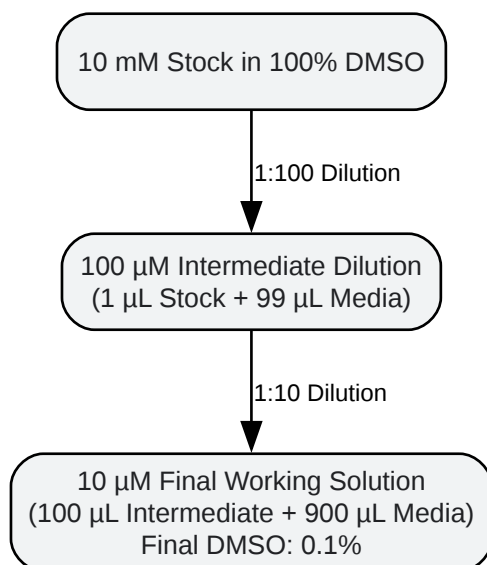 10 mM Stock in 100% DMSO
1:100 Dilution
100 µM Intermediate Dilution
(1 µL Stock + 99 µL Media)
1:10 Dilution
10 µM Final Working Solution
(100 µL Intermediate + 900 µL Media)
Final DMSO: 0.1%